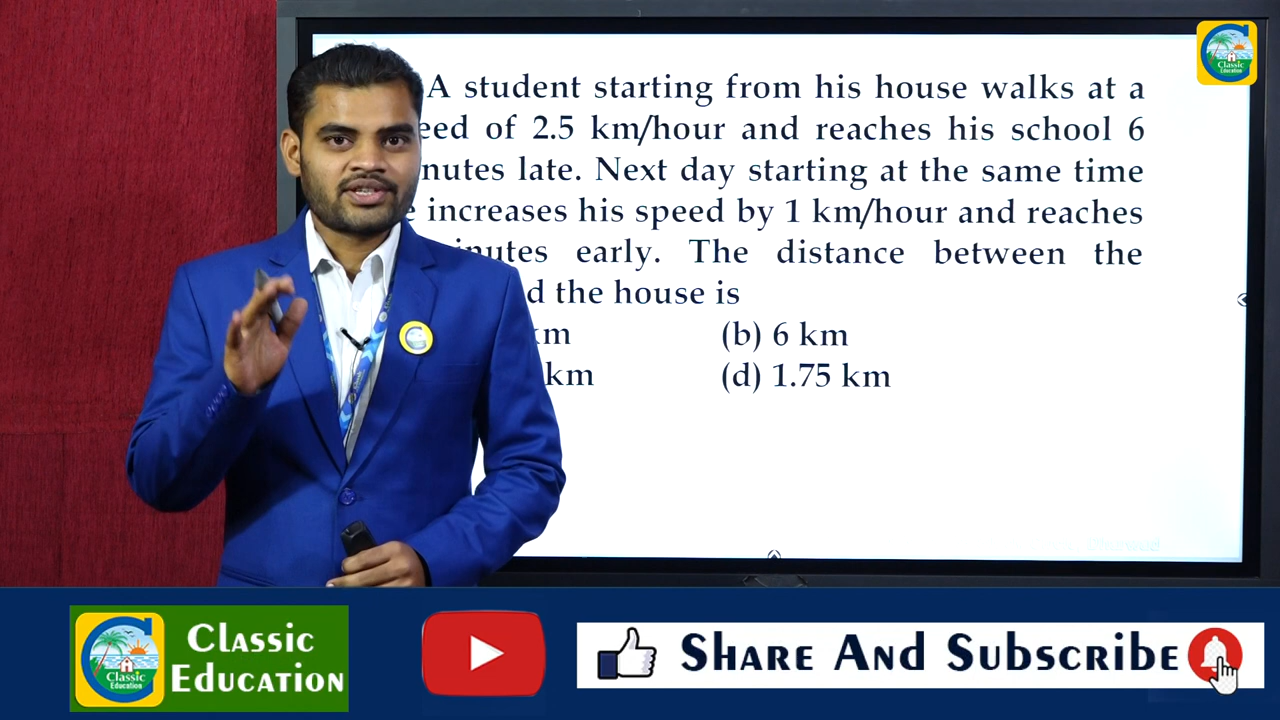 Classic
Education
A student starting from his house walks at a
eed of 2.5 km/hour and reaches his school 6
nutes late. Next day starting at the same time
e increases his speed by 1 km/hour and reaches
inutes early. The distance between the
d the house is
km
(b) 6 km
km
(d) 1.75 km
Classic
Education
Classic
Education
Share And Subscribe